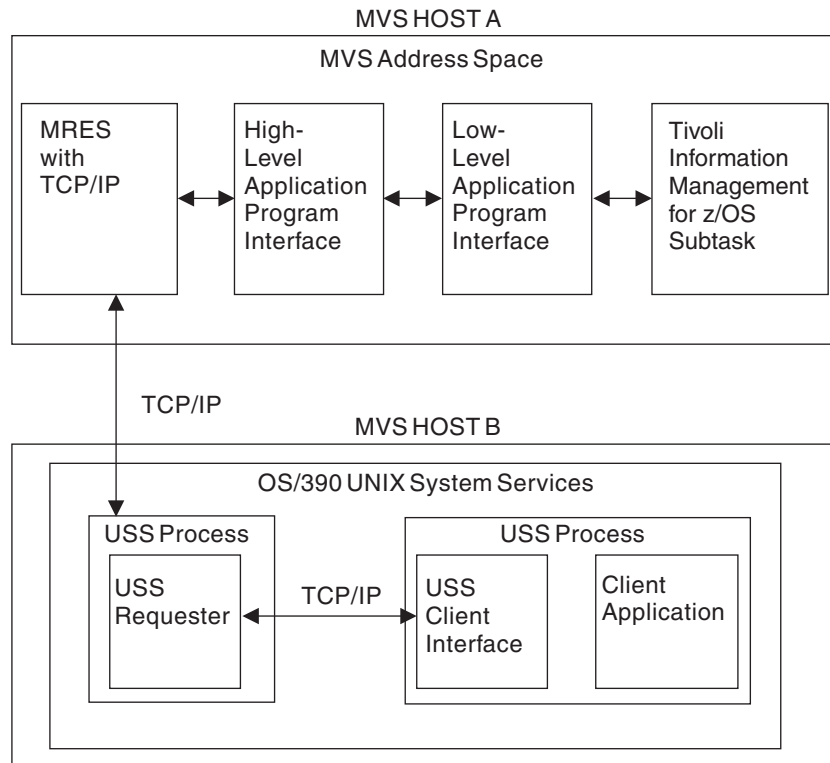 MVS HOST A
MVS Address Space
MRES
with
TCP/IP
High-
Level
Application
Program
Interface
Low-
Level
Application
Program
Interface
Tivoli
Information
Management
for z/OS
Subtask
TCP/IP
MVS HOST B
OS/390 UNIX System Services
USS Process
USS
Requester
TCP/IP
USS Process
USS
Client
Interface
Client
Application